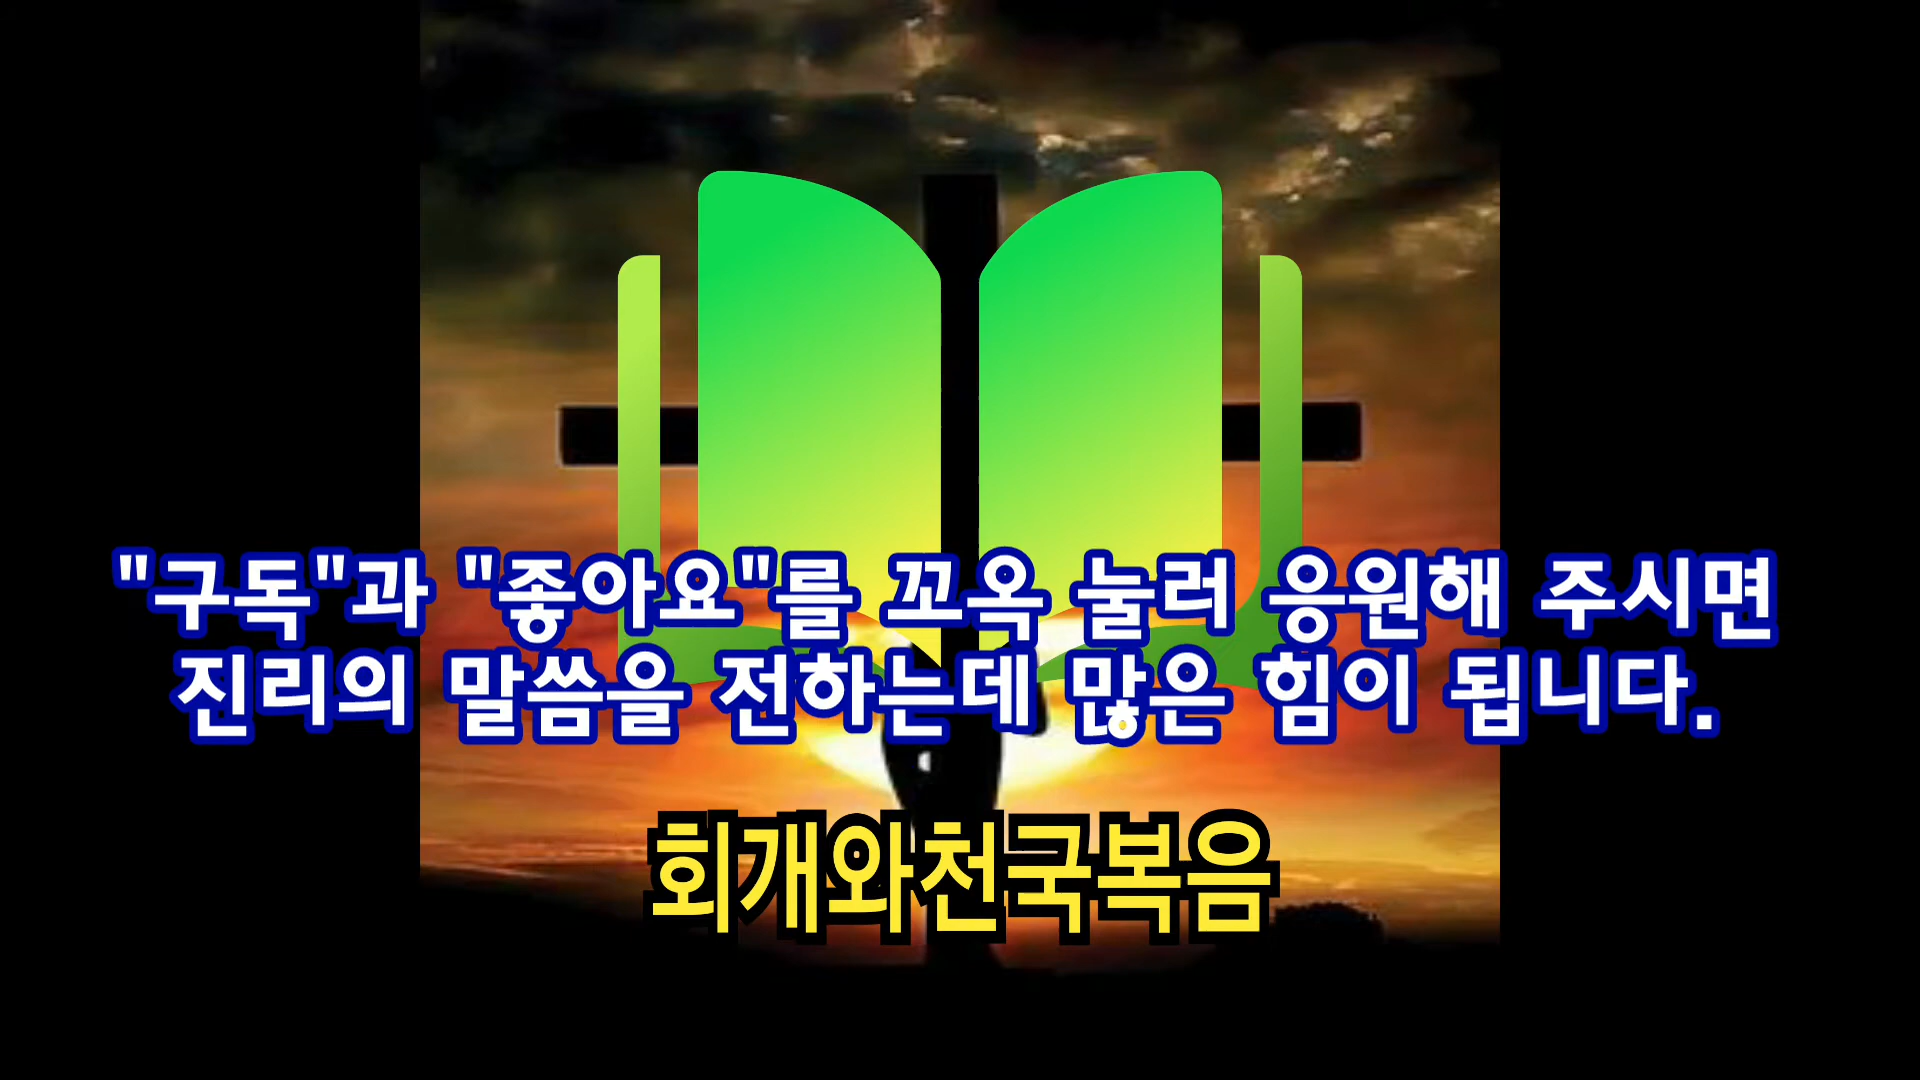 "구독"과 "좋아요"를 꼬옥 눌러 응원해 주시면
진리의 말씀을 전하는데 많은 힘이 됩니다.
회개와천국복음